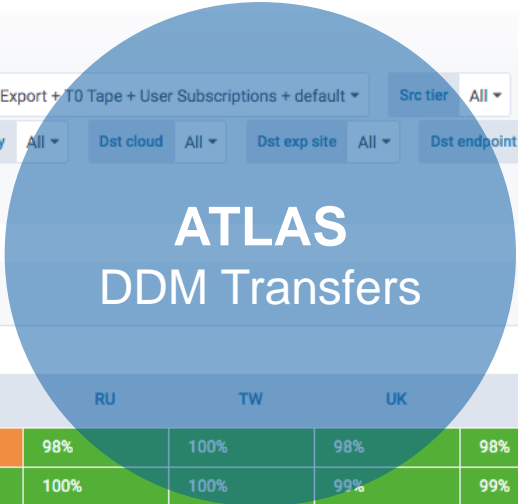 Export + T0 Tape + User Subscriptions + default Src tier All
y All Dst cloud All Dst exp site All Dst endpoint
ATLAS
DDM Transfers
RU TW UK
98% 100% 98% 98%
100% 100% 99% 99%